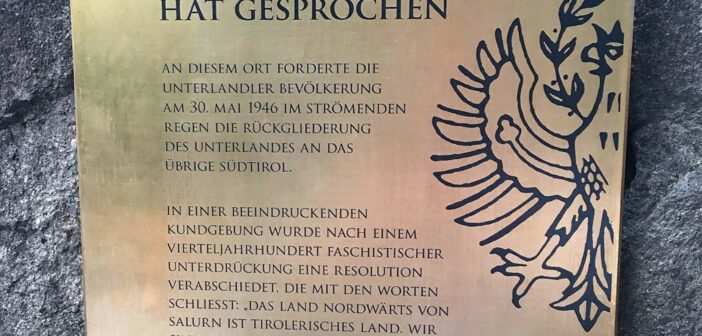 HAT GESPROCHEN
AN DIESEM ORT FORDERTE DIE
UNTERLANDLER BEVÖLKERUNG
AM 30. MAI 1946 IM STRÖMENDEN
REGEN DIE RÜCKGLIEDERUNG
DES UNTERLANDES AN DAS
ÜBRIGE SÜDTIROL.
IN EINER BEEINDRUCKENDEN
KUNDGEBUNG WURDE NACH EINEM
VIERTELJAHRHUNDERT FASCHISTISCHER
UNTERDRÜCKUNG EINE RESOLUTION
VERABSCHIEDET, DIE MIT DEN WORTEN
SCHLIESST: „DAS LAND NORDWÄRTS VON
SALURN IST TIROLERISCHES LAND. WIR